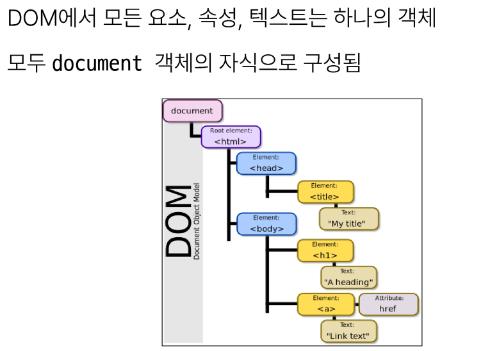 DOM에서 모든 요소, 속성, 텍스트는 하나의 객체
모두 document 객체의 자식으로 구성됨
document
Root element:
<html>
Element:
<head>
Element:
<title>
Text:
"My title"
DOM
Document Object Model
Element:
<body>
Element:
<h1>
Text:
"A heading"
Element:
<a>
Attribute:
href
Text:
"Link text"